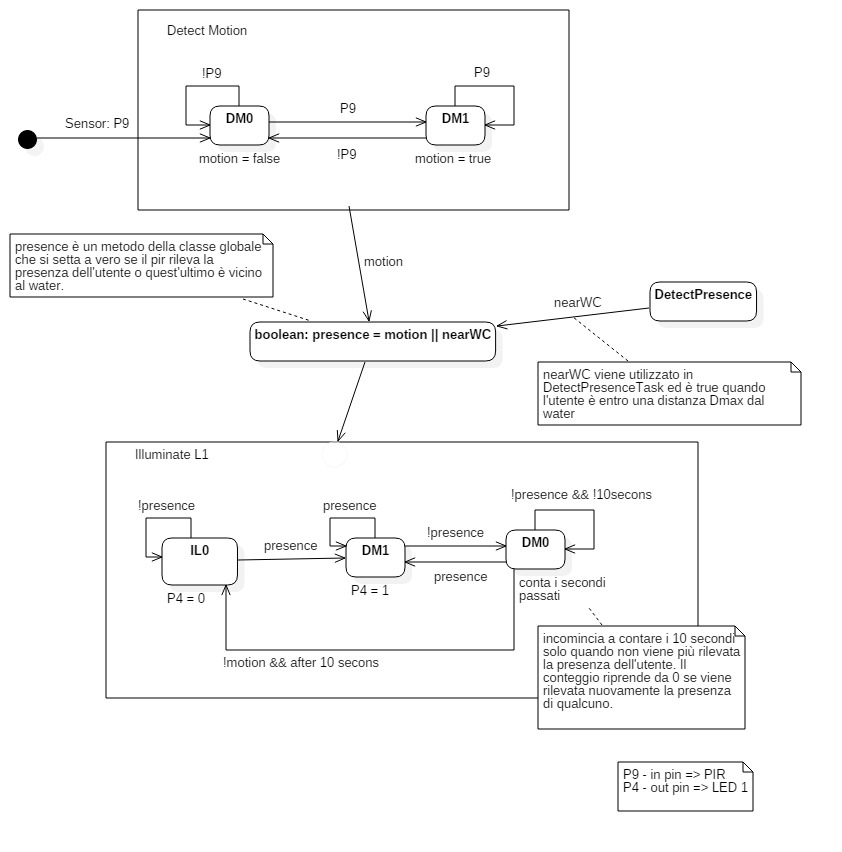 Detect Motion
!P9
P9
DM0
DM1
P9
Sensor: P9
!P9
motion = false
motion = true
presence è un metodo della classe globale
che si setta a vero se il pir rileva la
presenza dell'utente o quest'ultimo è vicino
al water.
motion
nearWC
DetectPresence
boolean: presence = motion || nearWC
nearWC viene utilizzato in
DetectPresenceTask ed è true quando
l'utente è entro una distanza Dmax dal
water
Illuminate L1
!presence
presence
!presence && !10secons
IL0
presence
DM1
!presence
DM0
presence
P4 = 0
P4 = 1
conta i secondi
passati
!motion && after 10 secons
incomincia a contare i 10 secondi
solo quando non viene più rilevata
la presenza dell'utente. Il
conteggio riprende da 0 se viene
rilevata nuovamente la presenza
di qualcuno.
P9 - in pin => PIR
P4 - out pin => LED 1